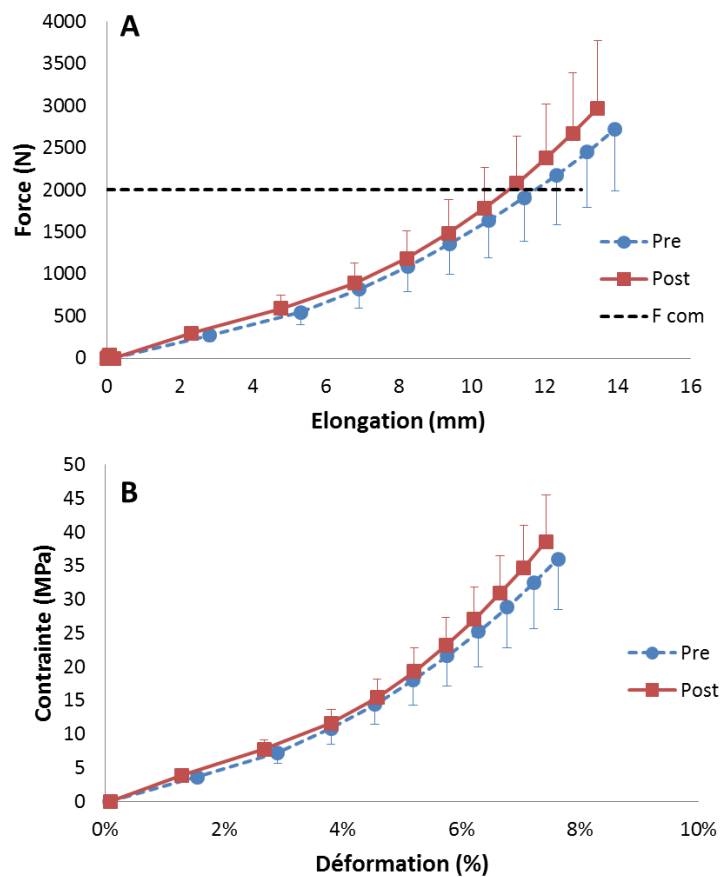 A
4000
3500
3000
2500
2000
1500
1000
500
0
Force (N)
0 2 4 6 8 10 12 14 16
Elongation (mm)
Pre
Post
F com
B
50
45
40
35
30
25
20
15
10
5
0
Contrainte (MPa)
0% 2% 4% 6% 8% 10%
Déformation (%)
Pre
Post